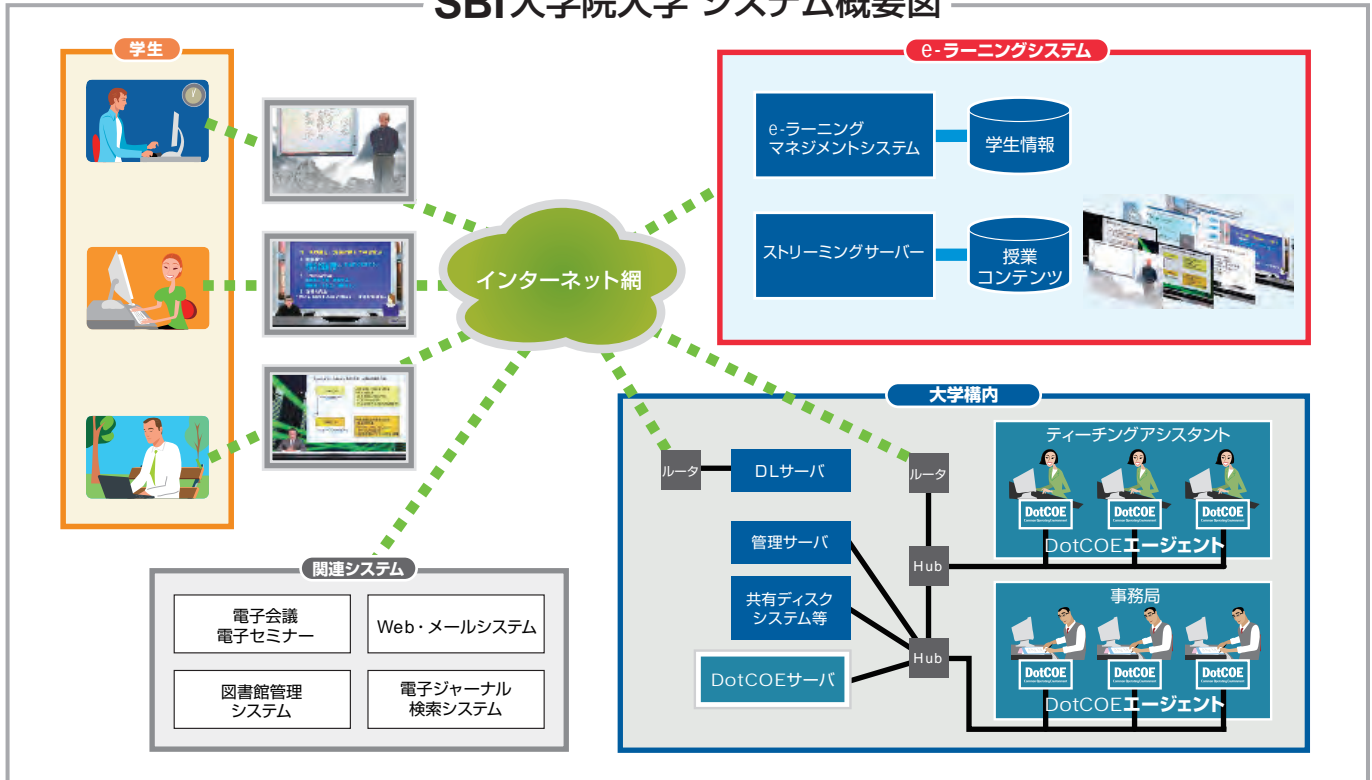 SBI大学院大学 システム概要図
学生
e-ラーニングシステム
e-ラーニング
マネジメントシステム
学生情報
ストリーミングサーバー
授業
コンテンツ
インターネット網
大学構内
ルータ
DLサーバ
ルータ
管理サーバ
Hub
共有ディスク
システム等
Hub
DotCOEサーバ
ティーチングアシスタント
DotCOE
DotCOE
DotCOE
DotCOEエージェント
事務局
DotCOE
DotCOE
DotCOE
DotCOEエージェント
関連システム
電子会議
電子セミナー
Web・メールシステム
図書館管理
システム
電子ジャーナル
検索システム